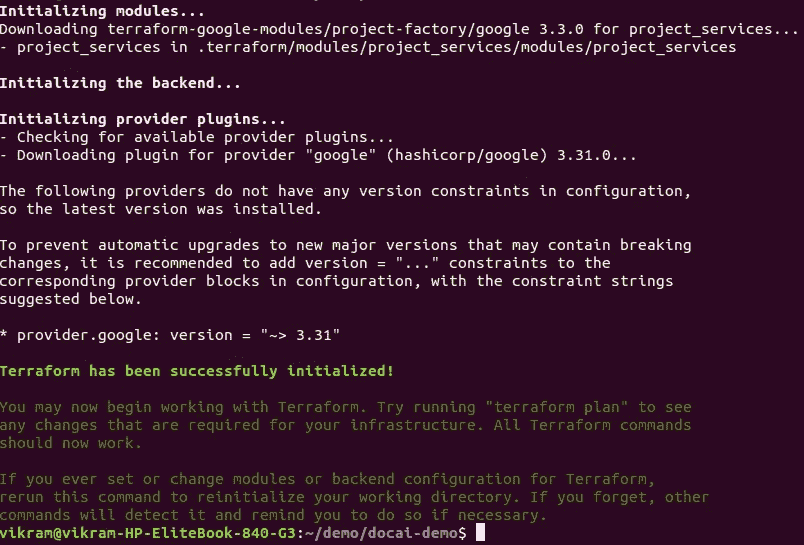 Initializing modules...
Downloading terraform-google-modules/project-factory/google 3.3.0 for project_services...
- project_services in .terraform/modules/project_services/modules/project_services
Initializing the backend...
Initializing provider plugins...
- Checking for available provider plugins...
- Downloading plugin for provider "google" (hashicorp/google) 3.31.0...
The following providers do not have any version constraints in configuration,
so the latest version was installed.
To prevent automatic upgrades to new major versions that may contain breaking
changes, it is recommended to add version = "..." constraints to the
corresponding provider blocks in configuration, with the constraint strings
suggested below.
* provider.google: version = "~> 3.31"
Terraform has been successfully initialized!
You may now begin working with Terraform. Try running "terraform plan" to see
any changes that are required for your infrastructure. All Terraform commands
should now work.
If you ever set or change modules or backend configuration for Terraform,
rerun this command to reinitialize your working directory. If you forget, other
commands will detect it and remind you to do so if necessary.
vikram@vikram-HP-EliteBook-840-G3:~/demo/docai-demo$